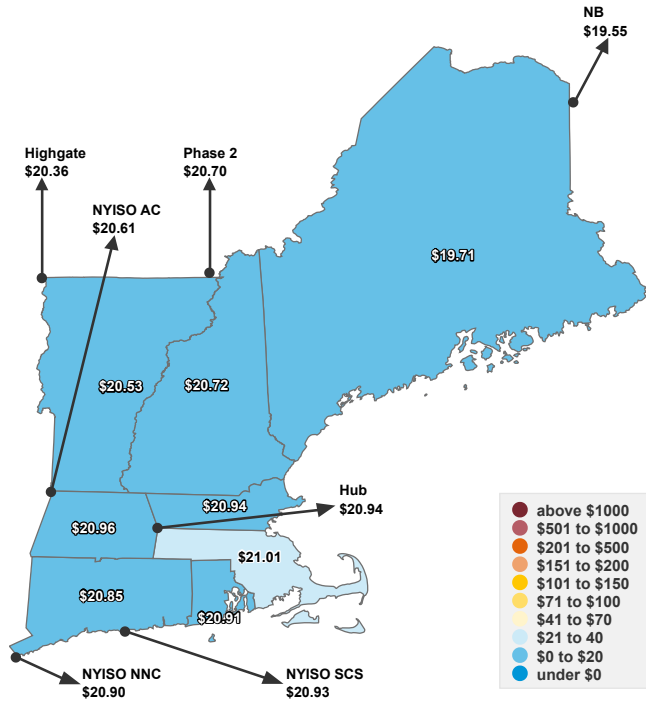 NB
$19.55
Highgate
$20.36
Phase 2
$20.70
NYISO AC
$20.61
$19.71
$20.53
$20.72
Hub
$20.94
$20.94
$20.96
$21.01
$20.85
$20.91
NYISO NNC
$20.90
NYISO SCS
$20.93
above $1000
$501 to $1000
$201 to $500
$151 to $200
$101 to $150
$71 to $100
$41 to $70
$21 to 40
$0 to $20
under $0